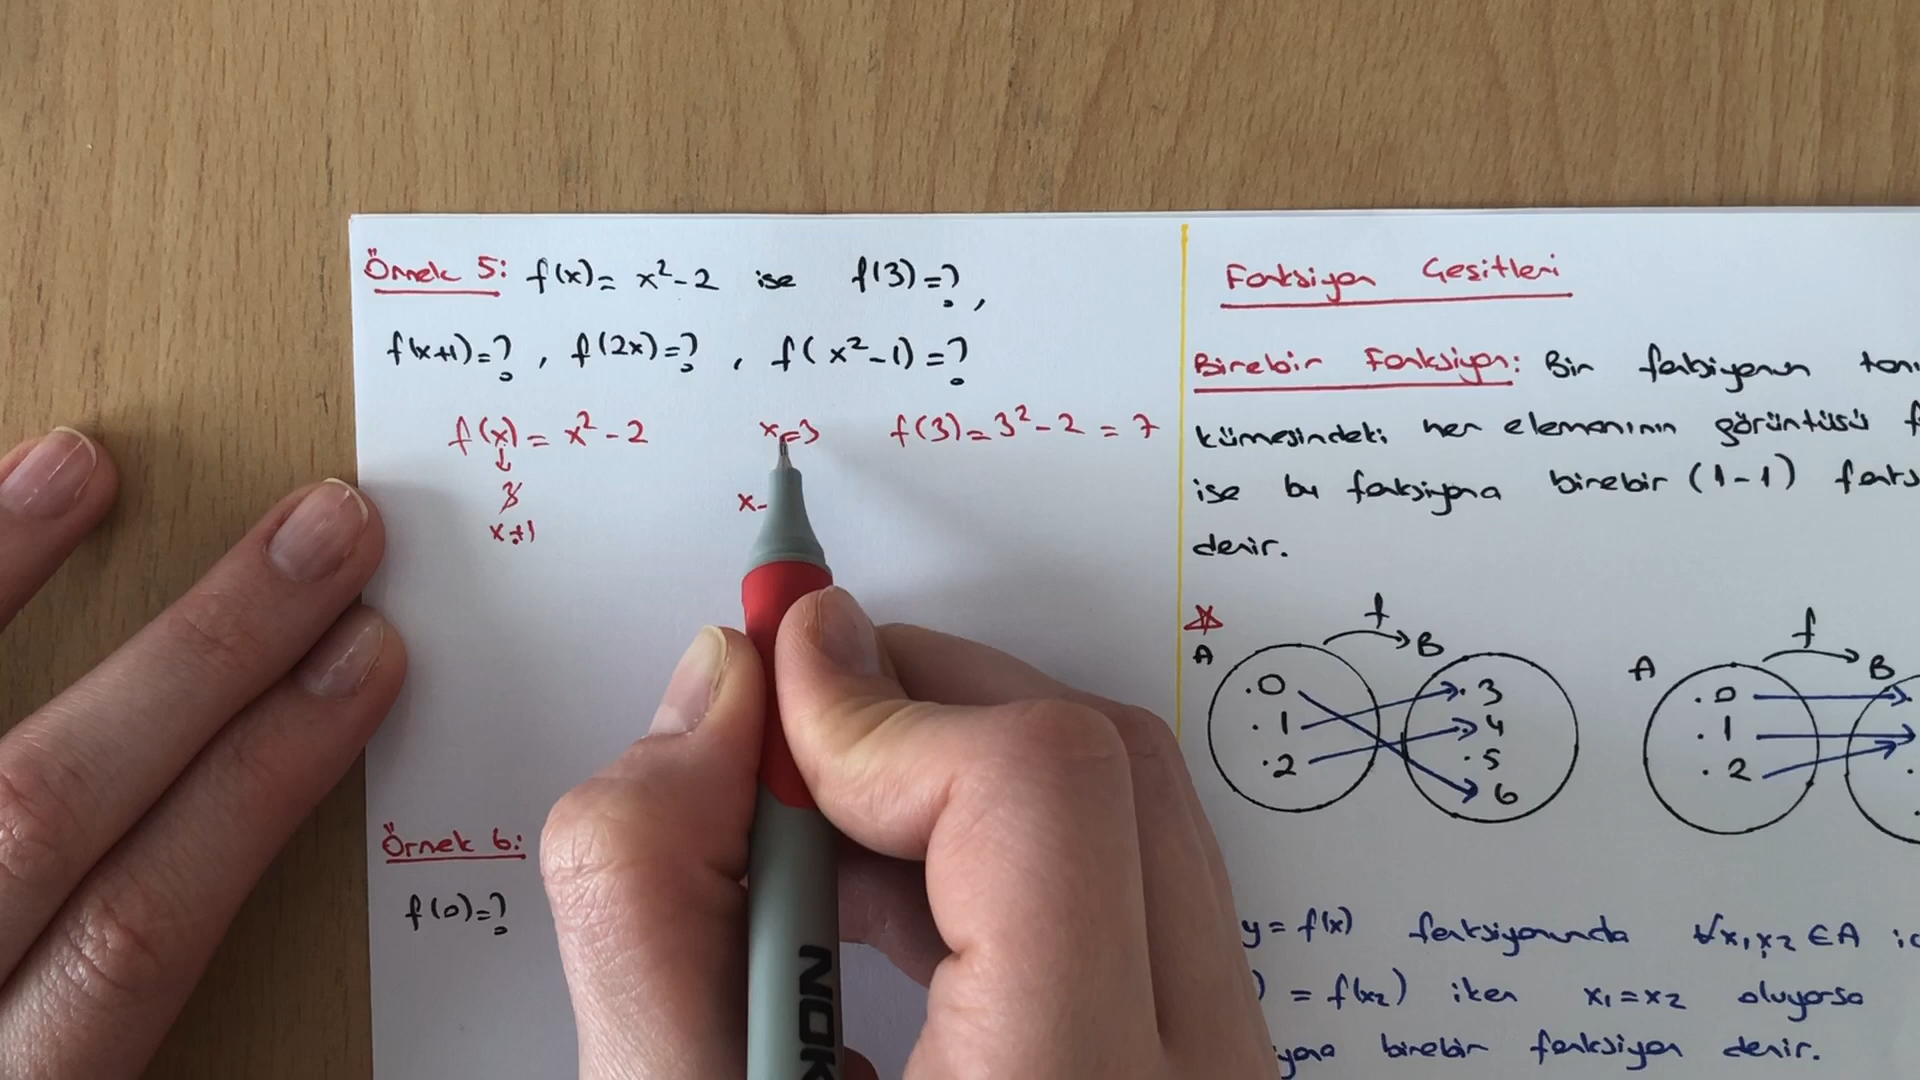 Örnek 5: f(x)= x²-2 ise f(3)=?,
f(x+1)=? , f(2x)=? , f(x²-1)=?
f(x) = x²-2 x=3 f(3)=3²-2=7
3
x+1
x-
Örnek 6:
f(0)=?
Fonksiyon Çeşitleri
Birebir Fonksiyon: Bir fonksiyonun
kümesindeki her elemanının görüntüsü f
ise bu fonksiyona birebir (1-1)
denir.
A f B
.0 .3
.1 .4
.2 .5
6
A f B
.0
.1
.2
y = f(x) fonksiyonunda ∀x₁,x₂ ∈A
) = f(x₂) iken x₁=x₂ oluyorsa
birebir fonksiyon denir.
NOK